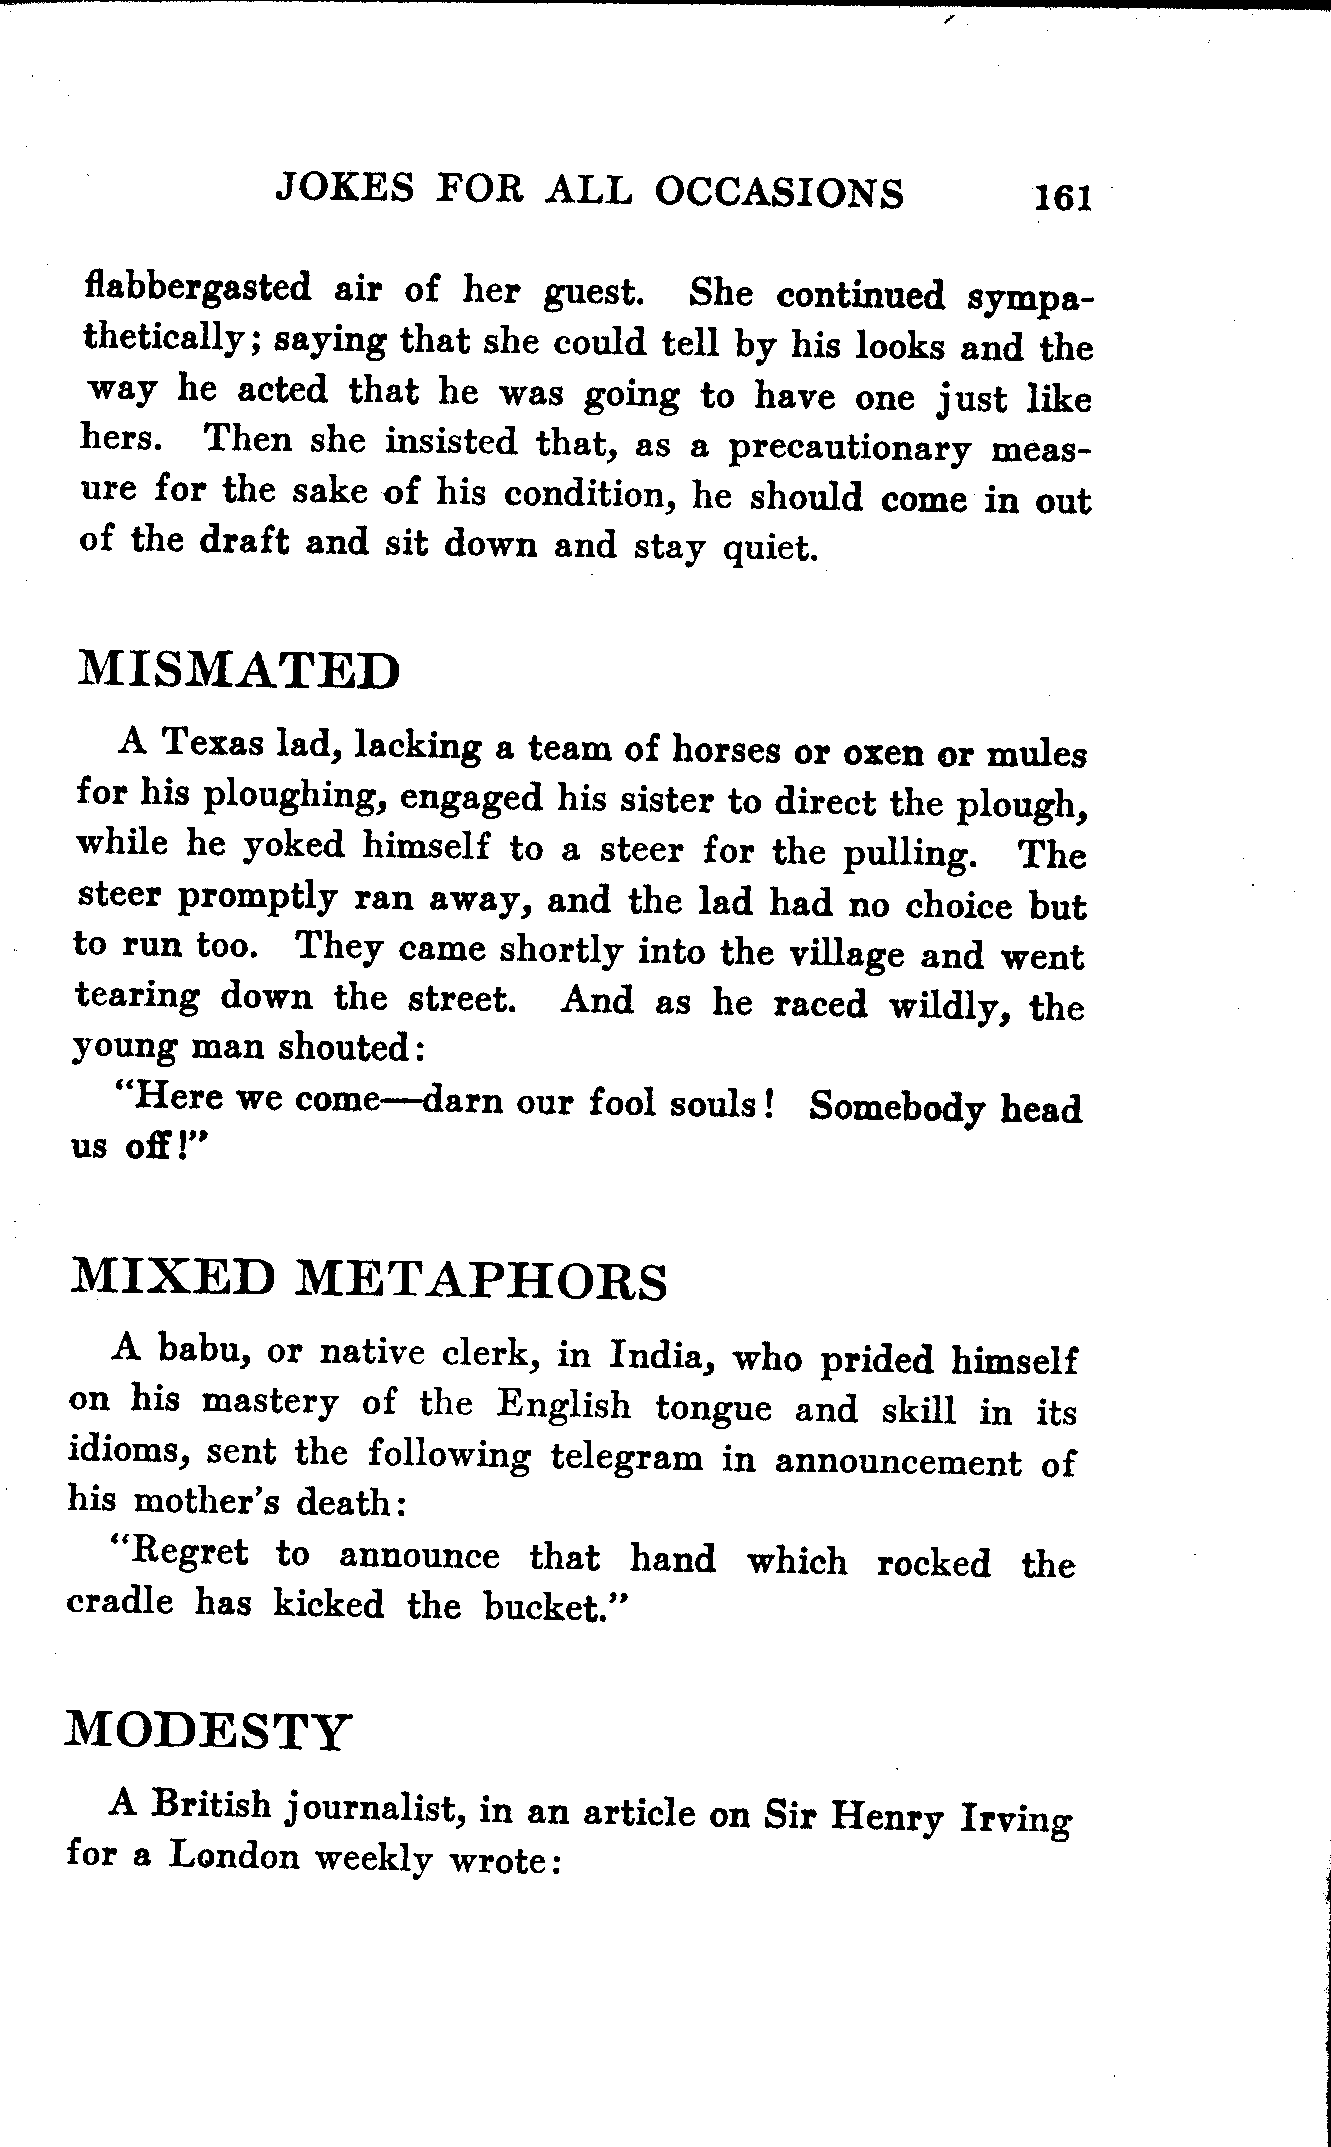 JOKES FOR ALL OCCASIONS 161
flabbergasted air of her guest. She continued sympa-
thetically; saying that she could tell by his looks and the
way he acted that he was going to have one just like
hers. Then she insisted that, as a precautionary meas-
ure for the sake of his condition, he should come in out
of the draft and sit down and stay quiet.
MISMATED
A Texas lad, lacking a team of horses or oxen or mules
for his ploughing, engaged his sister to direct the plough,
while he yoked himself to a steer for the pulling. The
steer promptly ran away, and the lad had no choice but
to run too. They came shortly into the village and went
tearing down the street. And as he raced wildly, the
young man shouted:
"Here we come—darn our fool souls! Somebody head
us off!"
MIXED METAPHORS
A babu, or native clerk, in India, who prided himself
on his mastery of the English tongue and skill in its
idioms, sent the following telegram in announcement of
his mother's death:
"Regret to announce that hand which rocked the
cradle has kicked the bucket."
MODESTY
A British journalist, in an article on Sir Henry Irving
for a London weekly wrote: